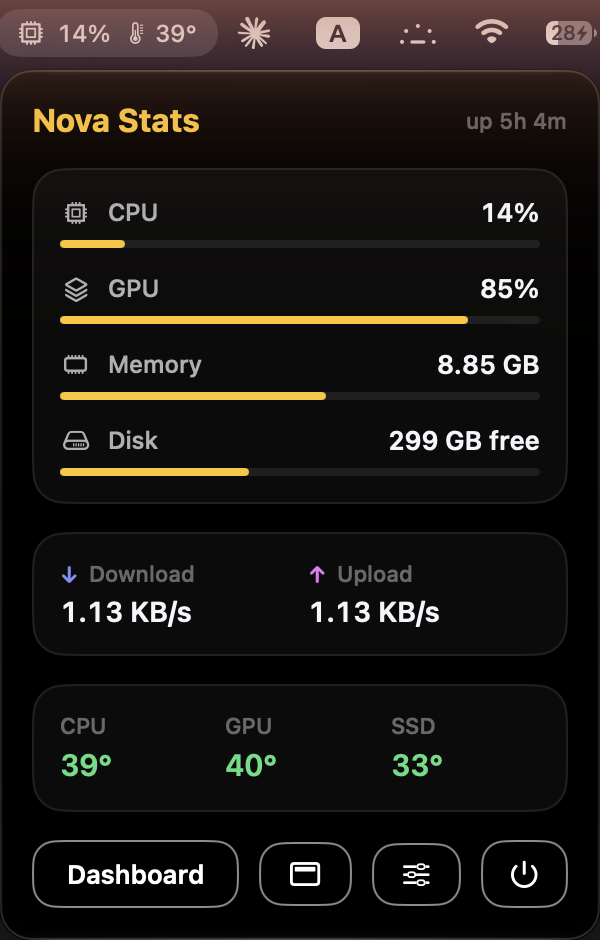 14% 39° A 28
Nova Stats up 5h 4m
CPU 14%
GPU 85%
Memory 8.85 GB
Disk 299 GB free
Download Upload
1.13 KB/s 1.13 KB/s
CPU GPU SSD
39° 40° 33°
Dashboard